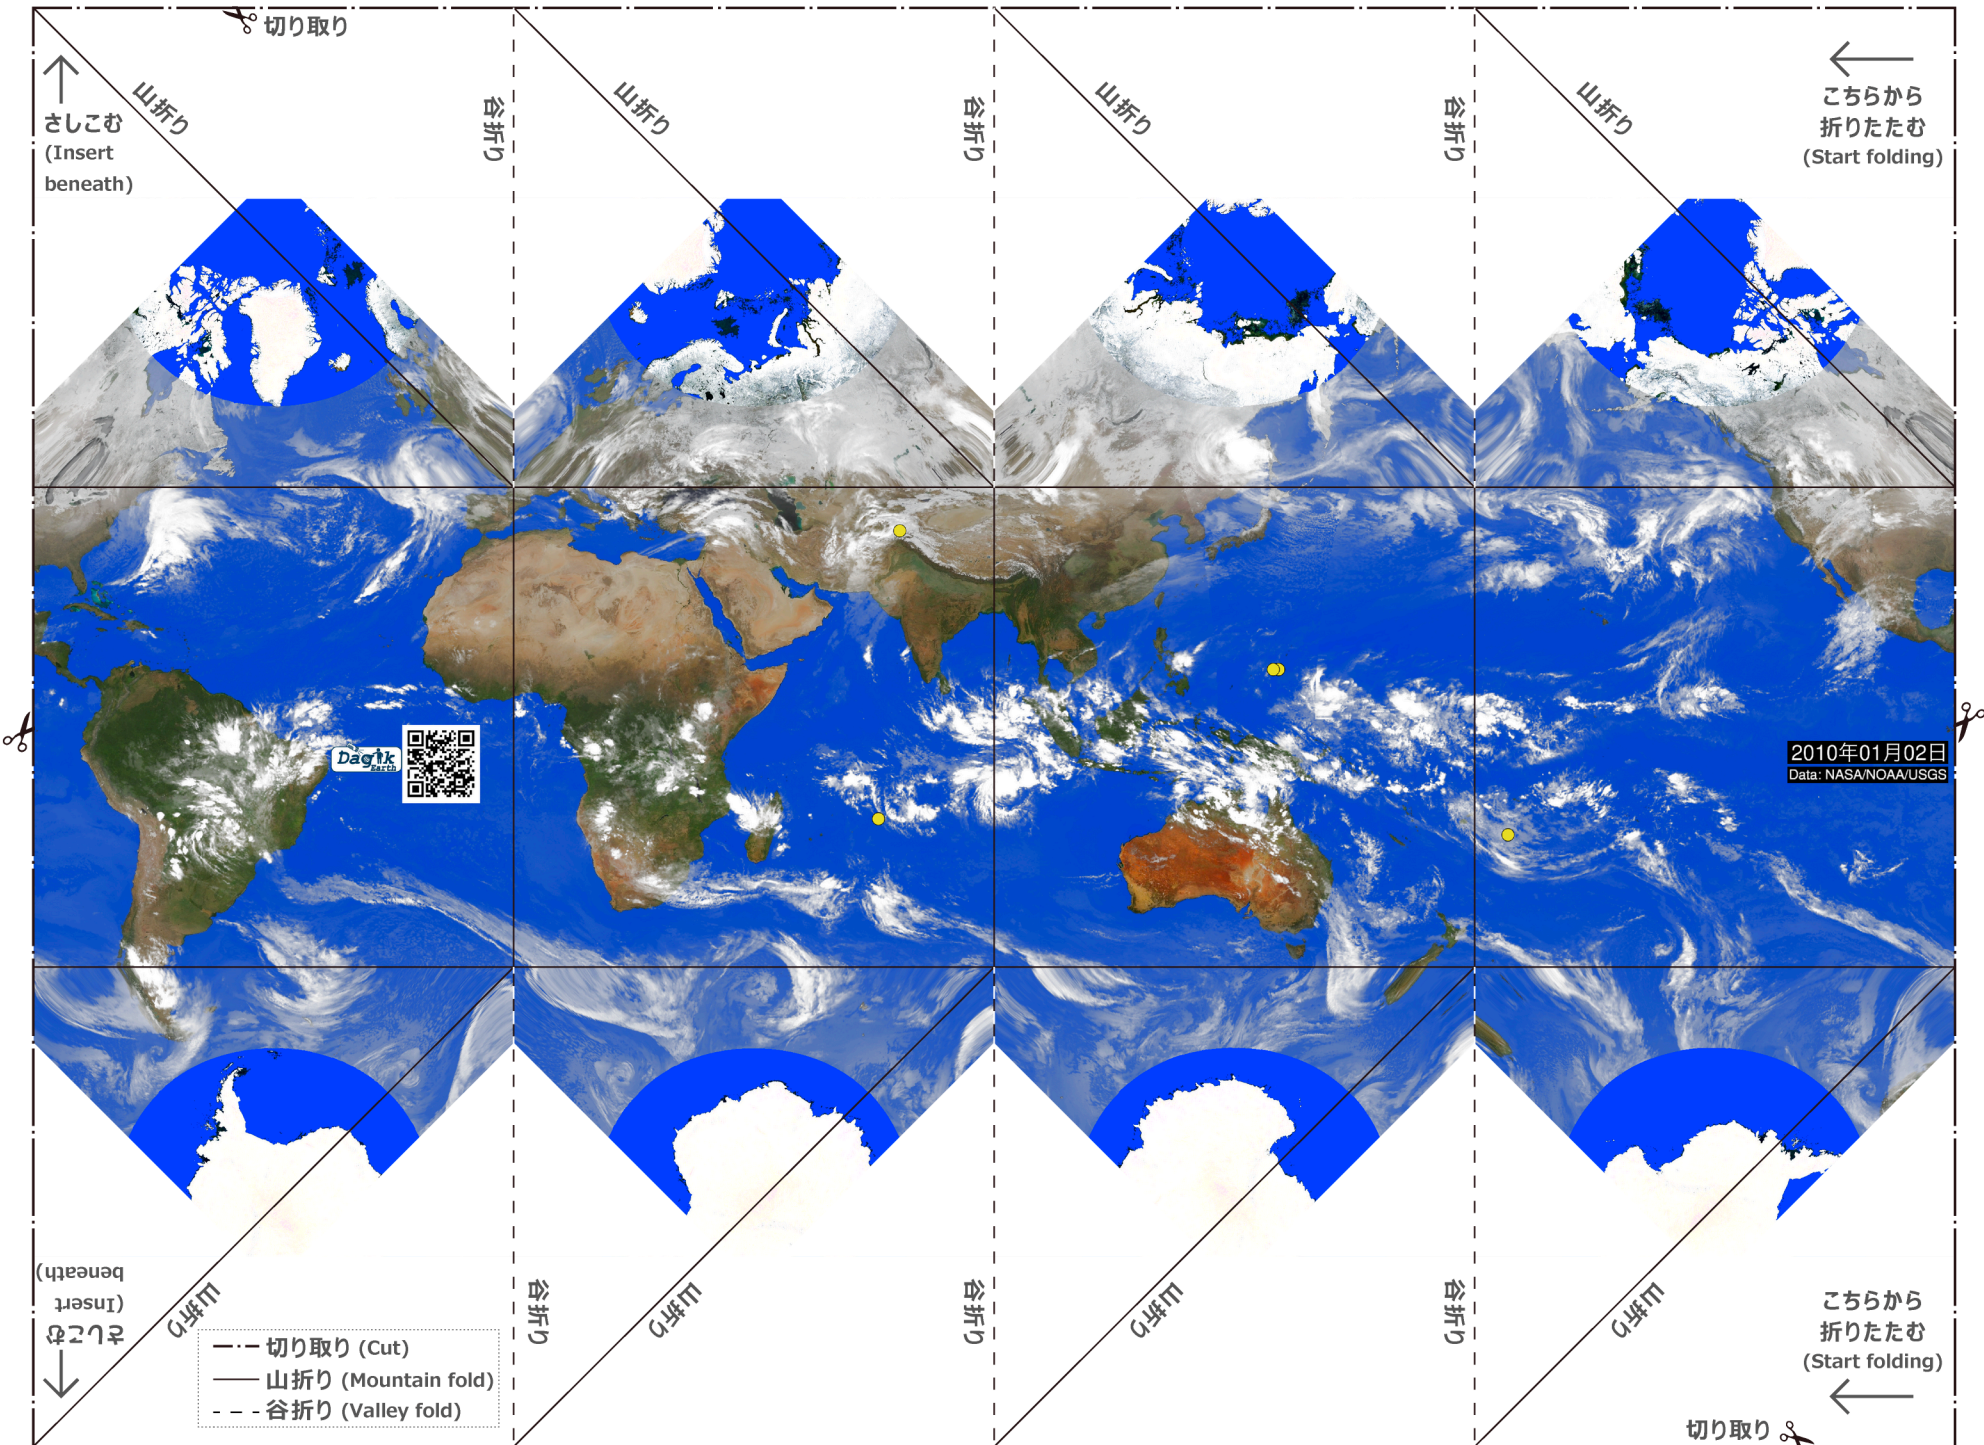 切り取り
さしこむ
(Insert
beneath)
山折り
谷折り
山折り
谷折り
山折り
谷折り
山折り
こちらから
折りたたむ
(Start folding)
Dagik
Earth
2010年01月02日
Data: NASA/NOAA/USGS
さしこむ
(Insert
beneath)
山折り
谷折り
山折り
谷折り
山折り
谷折り
山折り
こちらから
折りたたむ
(Start folding)
切り取り (Cut)
山折り (Mountain fold)
谷折り (Valley fold)
切り取り